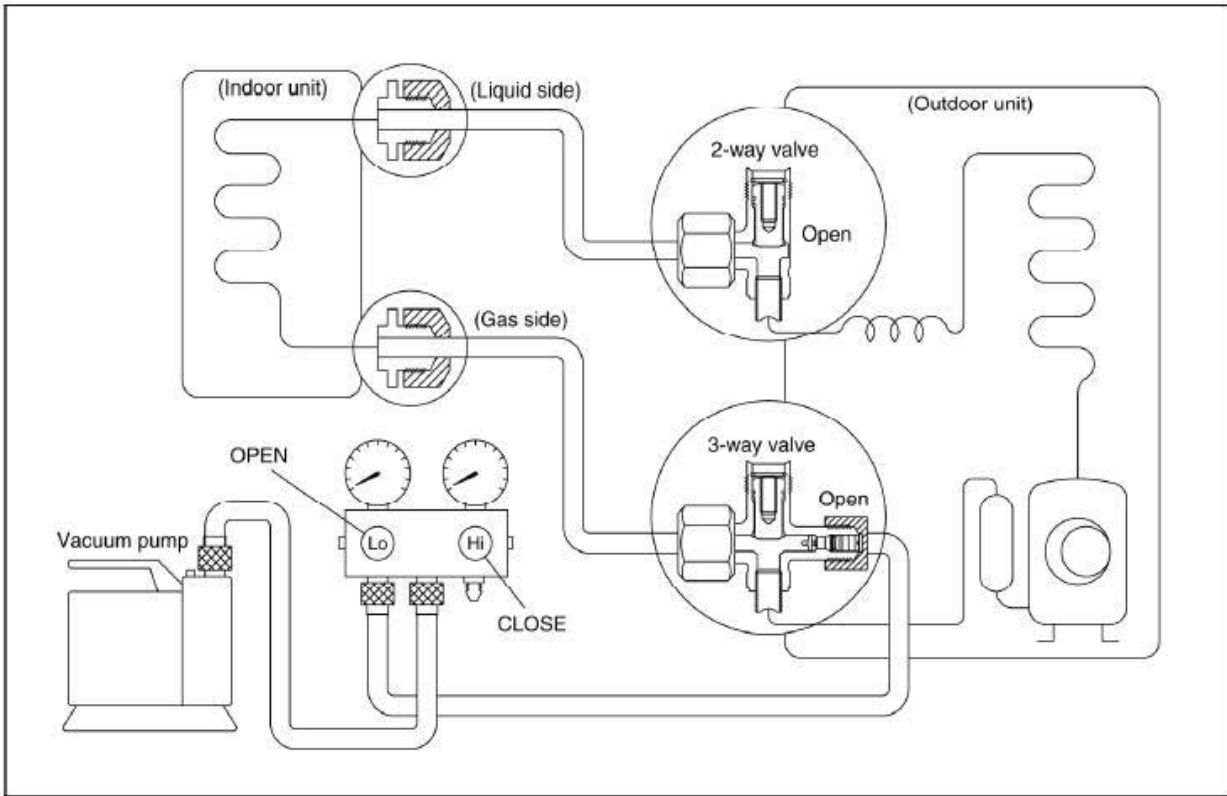 (Indoor unit)
(Liquid side)
(Outdoor unit)
2-way valve
Open
(Gas side)
3-way valve
Open
OPEN
Vacuum pump
Lo
Hi
CLOSE